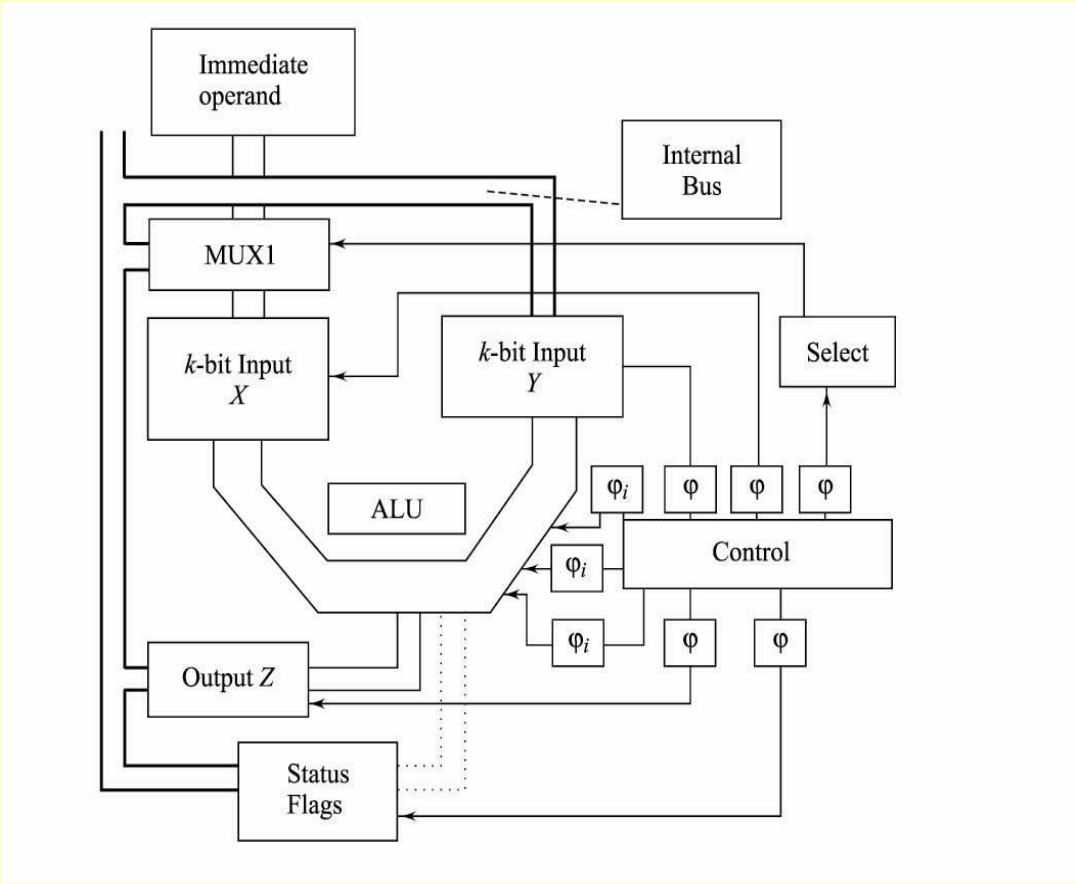 Immediate
operand
Internal
Bus
MUX1
k-bit Input
X
k-bit Input
Y
Select
φi
φ
φ
φ
ALU
Control
φi
φi
φ
φ
Output Z
Status
Flags